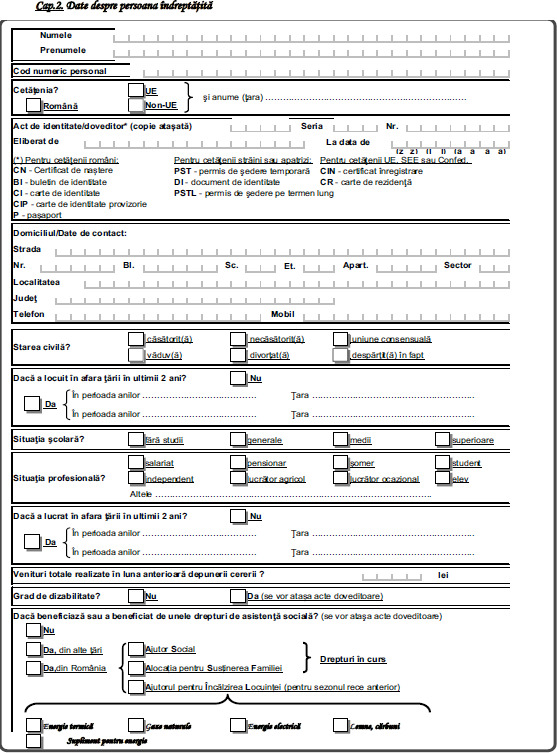 Cap.2. Date despre persoana îndreptăţită
Numele
Prenumele
Cod numeric personal
Cetăţenia? UE
Română Non-UE şi anume (ţara) ……………………………………………………………
Act de identitate/doveditor* (copie ataşată) Seria Nr.
Eliberat de La data de
(z z) (l l) (a a a a)
(*) Pentru cetăţenii români: Pentru cetăţenii străini sau apatrizi: Pentru cetăţenii UE, SEE sau Confed.
CN - Certificat de naştere PST - permis de şedere temporară CIN – certificat înregistrare
BI - buletin de identitate DI - document de identitate CR - carte de rezidenţă
CI - carte de identitate PSTL - permis de şedere pe termen lung
CIP - carte de identitate provizorie
P - paşaport
Domiciliul/Date de contact:
Strada
Nr. Bl. Sc. Et. Apart. Sector
Localitatea
Judeţ
Telefon Mobil
Starea civilă? căsătorit(ă) necăsătorit(ă) uniune consensuală
văduv(ă) divorţat(ă) despărţit(ă) în fapt
Dacă a locuit în afara ţării în ultimii 2 ani? Nu
Da În perioada anilor ………………………………… Ţara ………………………………………………
În perioada anilor ………………………………… Ţara ………………………………………………
Situaţia şcolară? fără studii generale medii superioare
Situaţia profesională? salariat pensionar şomer student
independent lucrător agricol lucrător ocazional elev
Altele ………………………………………………………………………………
Dacă a lucrat în afara ţării în ultimii 2 ani? Nu
Da În perioada anilor ………………………………… Ţara ………………………………………………
În perioada anilor ………………………………… Ţara ………………………………………………
Venituri totale realizate în luna anterioară depunerii cererii ? lei
Grad de dizabilitate? Nu Da (se vor ataşa acte doveditoare)
Dacă beneficiază sau a beneficiat de unele drepturi de asistenţă socială? (se vor ataşa acte doveditoare)
Nu
Da, din alte ţări Ajutor Social
Da,din România Alocaţia pentru Susţinerea Familiei Drepturi în curs
Ajutorul pentru Încălzirea Locuinţei (pentru sezonul rece anterior)
Energie termică Gaze naturale Energie electrică Lemne, cărbuni
Supliment pentru energie